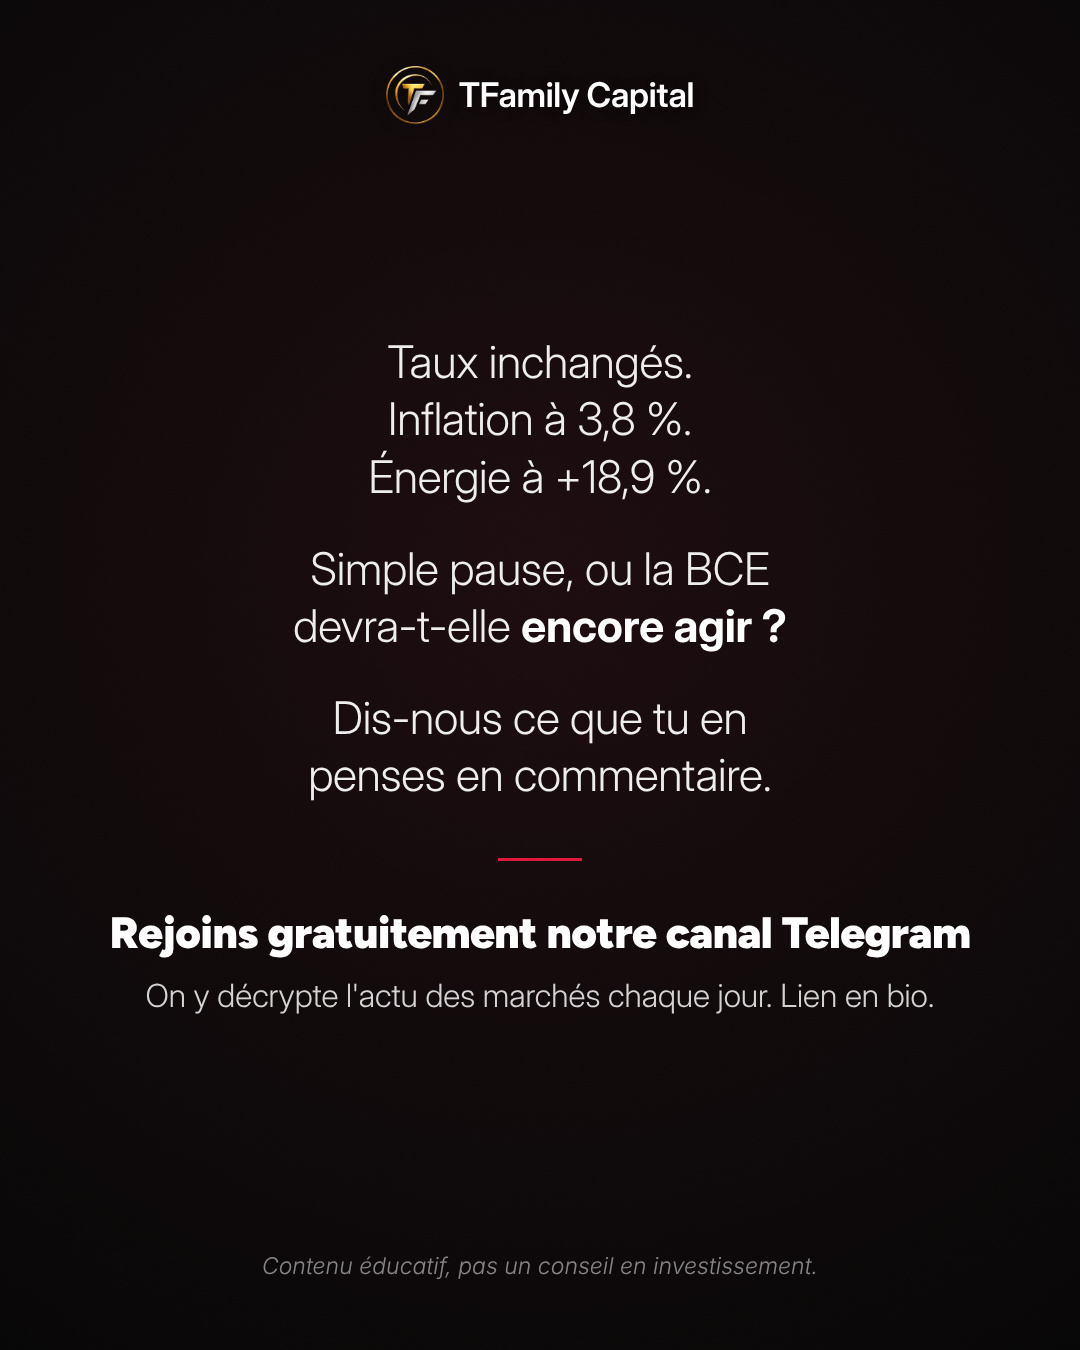 TF TFamily Capital
Taux inchangés.
Inflation à 3,8 %.
Énergie à +18,9 %.
Simple pause, ou la BCE
devra-t-elle encore agir ?
Dis-nous ce que tu en
penses en commentaire.
Rejoins gratuitement notre canal Telegram
On y décrypte l'actu des marchés chaque jour. Lien en bio.
Contenu éducatif, pas un conseil en investissement.